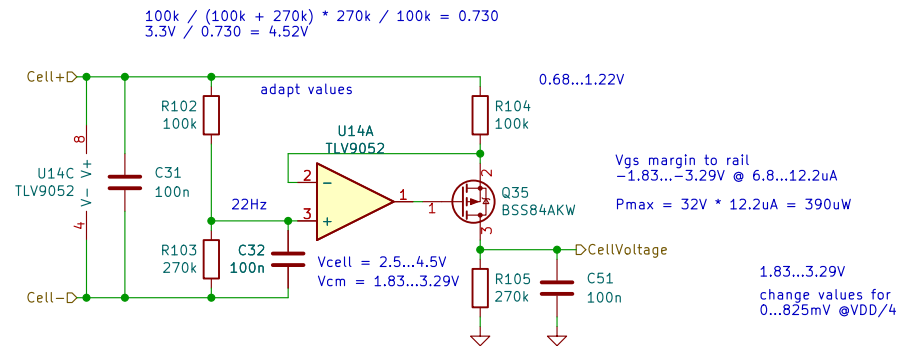 100k / (100k + 270k) * 270k / 100k = 0.730
3.3V / 0.730 = 4.52V
Cell+
adapt values
0.68...1.22V
R102
100k
R104
100k
U14A
TLV9052
8
V+
U14C
TLV9052
V-
4
C31
100n
2
-
1
3
+
22Hz
2
1
3
Q35
BSS84AKW
Vgs margin to rail
-1.83...-3.29V @ 6.8...12.2uA
Pmax = 32V * 12.2uA = 390uW
R103
270k
C32
100n
Vcell = 2.5...4.5V
Vcm = 1.83...3.29V
CellVoltage
Cell-
R105
270k
C51
100n
1.83...3.29V
change values for
0...825mV @VDD/4